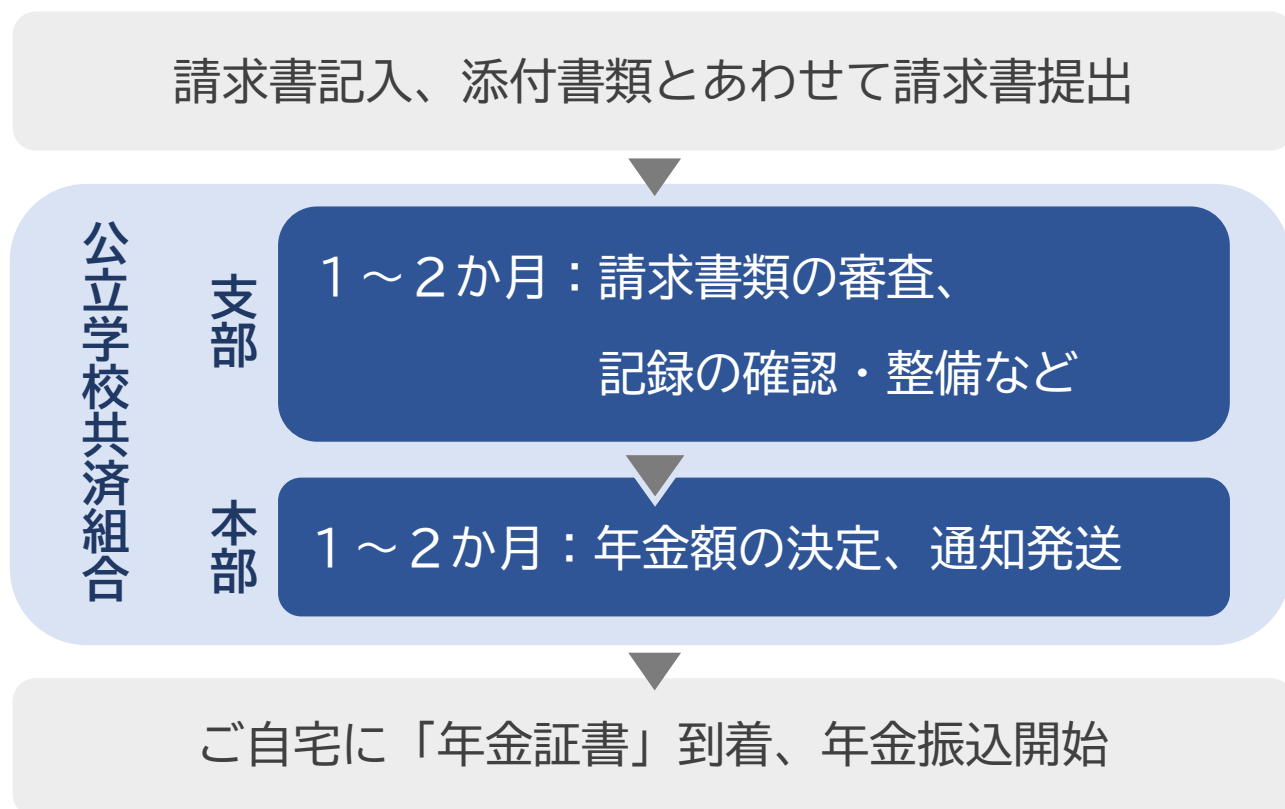 請求書記入、添付書類とあわせて請求書提出
公立学校共済組合
支部
１～２か月：請求書類の審査、
記録の確認・整備など
本部
１～２か月：年金額の決定、通知発送
ご自宅に「年金証書」到着、年金振込開始